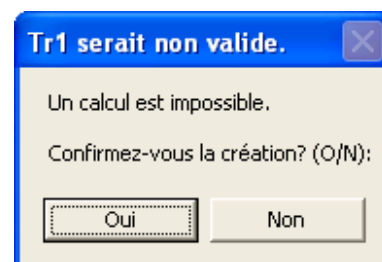 Tr1 serait non valide.
Un calcul est impossible.
Confirmez-vous la création? (O/N):
Oui Non